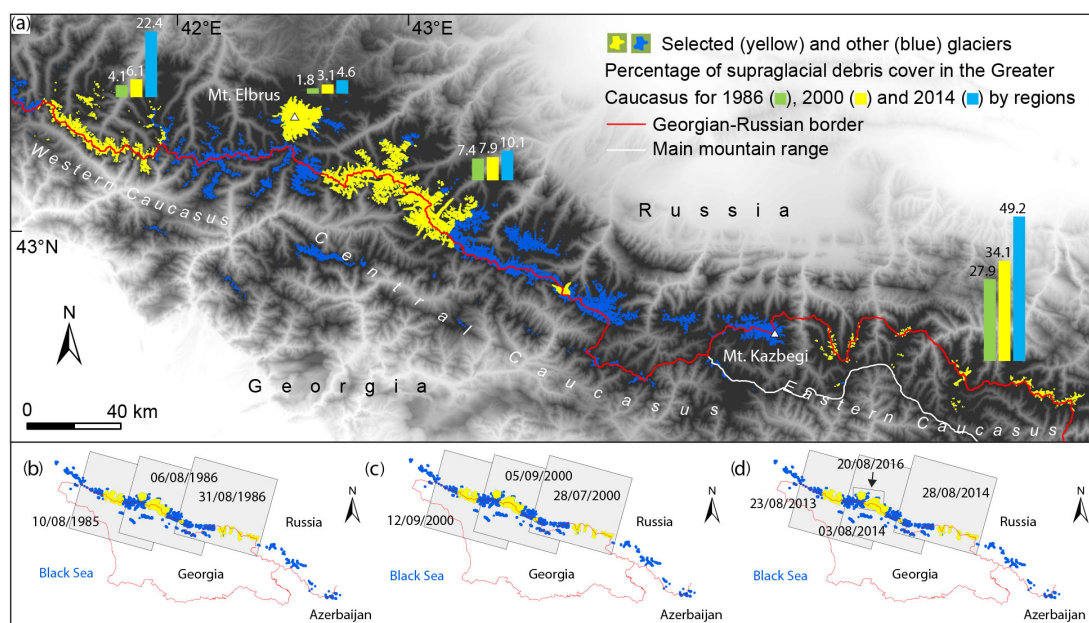 (a)
42°E
43°E
22.4
4.1
6.1
1.8
3.1
4.6
Mt. Elbrus
Selected (yellow) and other (blue) glaciers
Percentage of supraglacial debris cover in the Greater
Caucasus for 1986 ( ), 2000 ( ) and 2014 ( ) by regions
Georgian-Russian border
Main mountain range
7.4
7.9
10.1
Western Caucasus
Russia
43°N
Central Caucasus
49.2
34.1
27.9
N
Mt. Kazbegi
Georgia
Eastern Caucasus
0 40 km
(b)
06/08/1986
31/08/1986
10/08/1985
N
Russia
Black Sea
Georgia
Azerbaijan
(c)
05/09/2000
28/07/2000
12/09/2000
N
Russia
Black Sea
Georgia
Azerbaijan
(d)
20/08/2016
23/08/2013
28/08/2014
03/08/2014
N
Russia
Black Sea
Georgia
Azerbaijan